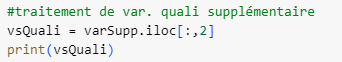 #traitement de var. quali supplémentaire
vsQuali = varSupp.iloc[:,2]
print(vsQuali)